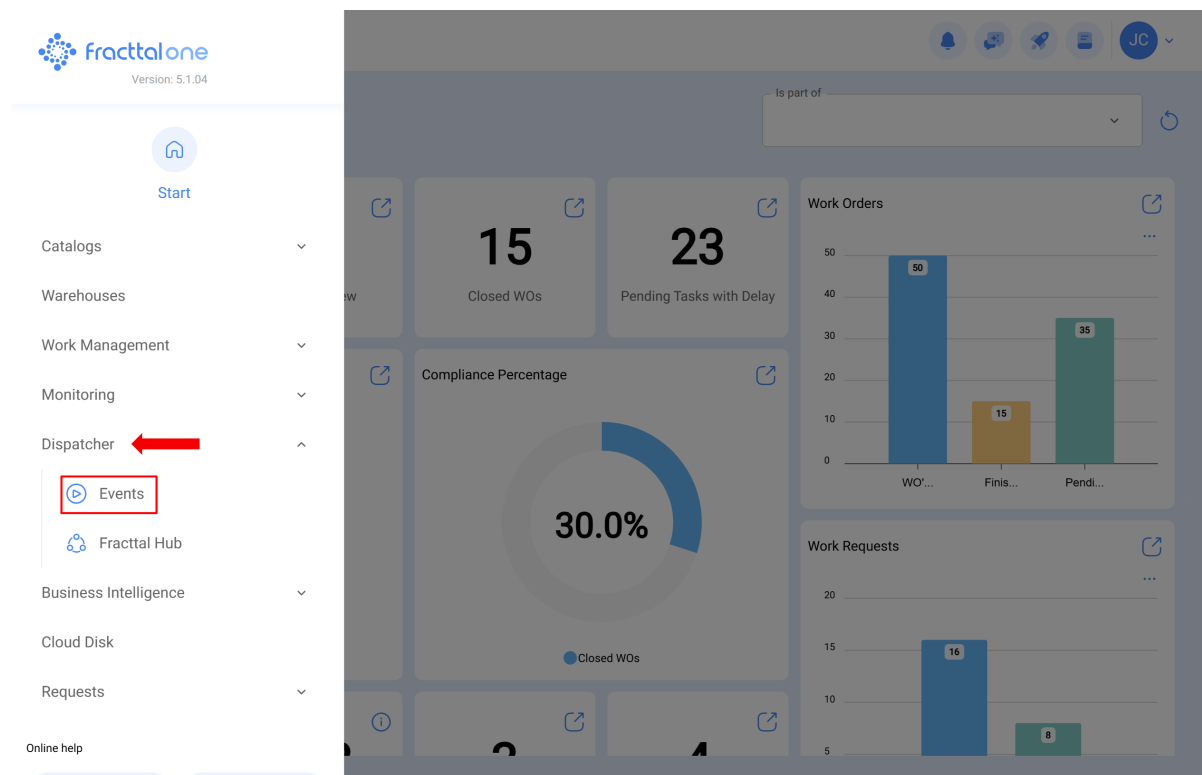 fracttal one
Version: 5.1.04
Start
Catalogs
Warehouses
Work Management
Monitoring
Dispatcher
Events
Fracttal Hub
Business Intelligence
Cloud Disk
Requests
Online help
JC
Is part of
15
Closed WOs
23
Pending Tasks with Delay
Work Orders
50
40
30
20
10
0
50
15
35
WO'...
Finis...
Pendi...
Compliance Percentage
30.0%
Closed WOs
Work Requests
20
15
10
5
16
8